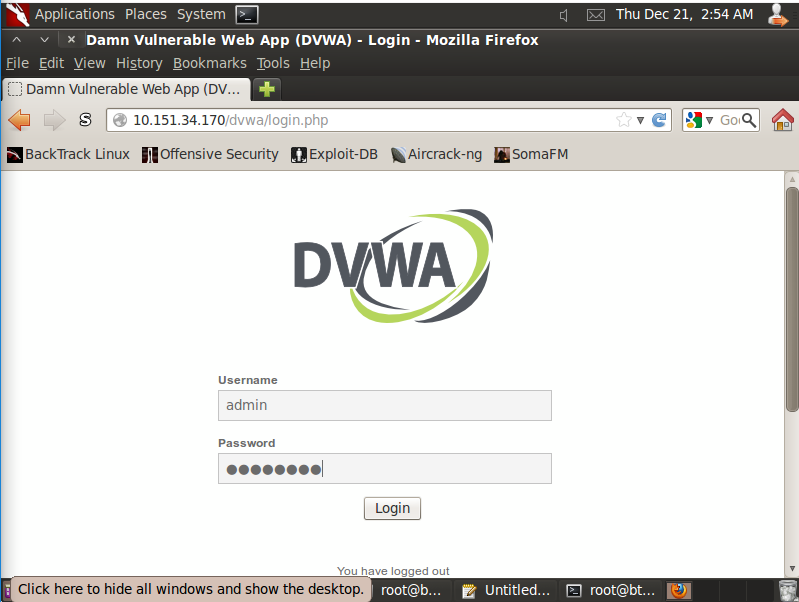 Applications Places System Thu Dec 21, 2:54 AM
Damn Vulnerable Web App (DVWA) - Login - Mozilla Firefox
File Edit View History Bookmarks Tools Help
Damn Vulnerable Web App (DV...
10.151.34.170/dvwa/login.php Goo
BackTrack Linux Offensive Security Exploit-DB Aircrack-ng SomaFM
DVWA
Username
admin
Password
Login
You have logged out
Click here to hide all windows and show the desktop. root@b... Untitled... root@bt...